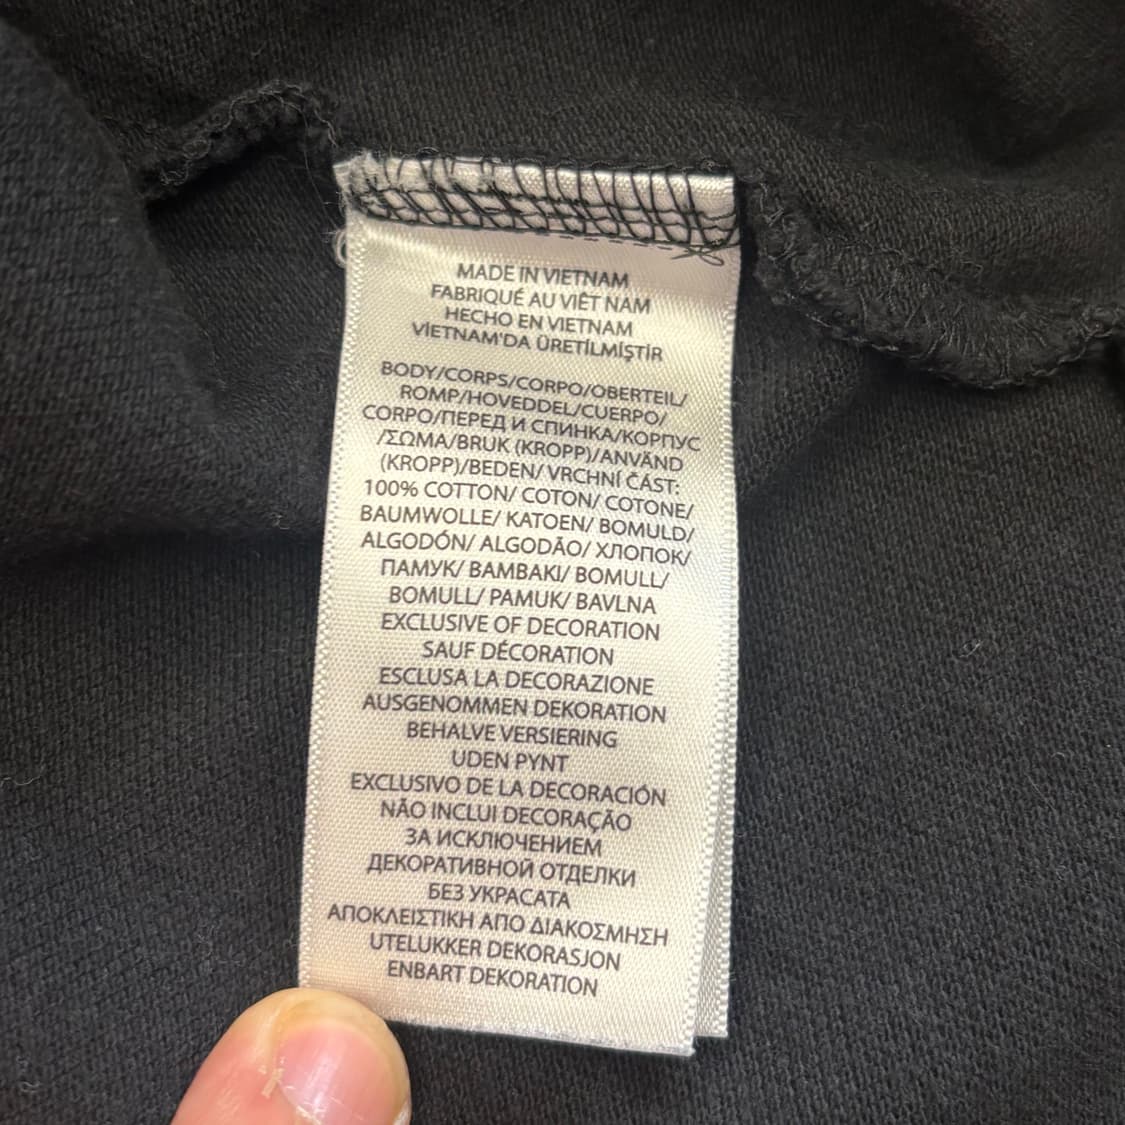 MADE IN VIETNAM
FABRIQUÉ AU VIÊT NAM
HECHO EN VIETNAM
VİETNAM'DA ÜRETİLMİŞTİR
BODY/CORPS/CORPO/OBERTEIL/
ROMP/HOVEDDEL/CUERPO/
CORPO/ПЕРЕД И СПИНКА/КОРПУС
/ΣΩΜΑ/BRUK (KROPP)/ANVÄND
(KROPP)/BEDEN/ VRCHNÍ ČÁST:
100% COTTON/ COTON/ COTONE/
BAUMWOLLE/ KATOEN/ BOMULD/
ALGODÓN/ ALGODÃO/ ХЛОПОК/
ПАМУК/ BAMBAKI/ BOMULL/
BOMULL/ PAMUK/ BAVLNA
EXCLUSIVE OF DECORATION
SAUF DÉCORATION
ESCLUSA LA DECORAZIONE
AUSGENOMMEN DEKORATION
BEHALVE VERSIERING
UDEN PYNT
EXCLUSIVO DE LA DECORACIÓN
NÃO INCLUI DECORAÇÃO
ЗА ИСКЛЮЧЕНИЕМ
ДЕКОРАТИВНОЙ ОТДЕЛКИ
БЕЗ УКРАСАТА
ΑΠΟΚΛΕΙΣΤΙΚΗ ΑΠΟ ΔΙΑΚΟΣΜΗΣΗ
UTELUKKER DEKORASJON
ENBART DEKORATION